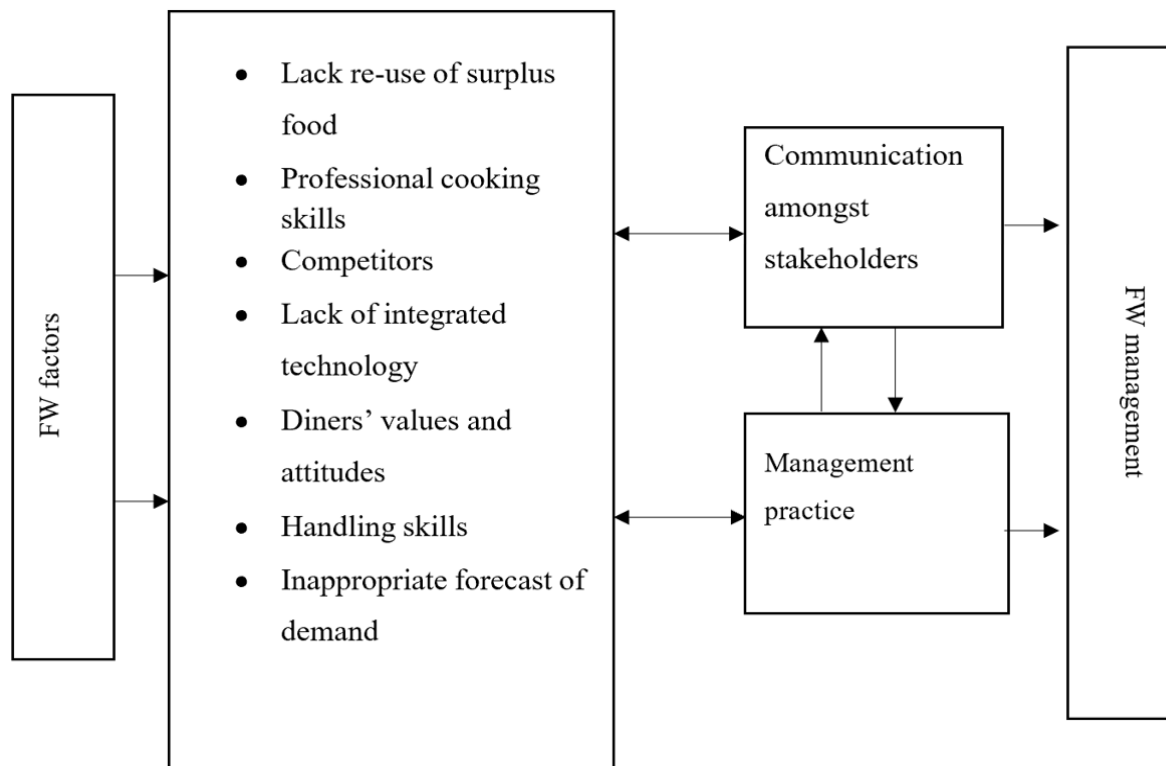 FW factors
• Lack re-use of surplus
food
• Professional cooking
skills
• Competitors
• Lack of integrated
technology
• Diners’ values and
attitudes
• Handling skills
• Inappropriate forecast of
demand
Communication
amongst
stakeholders
Management
practice
FW management